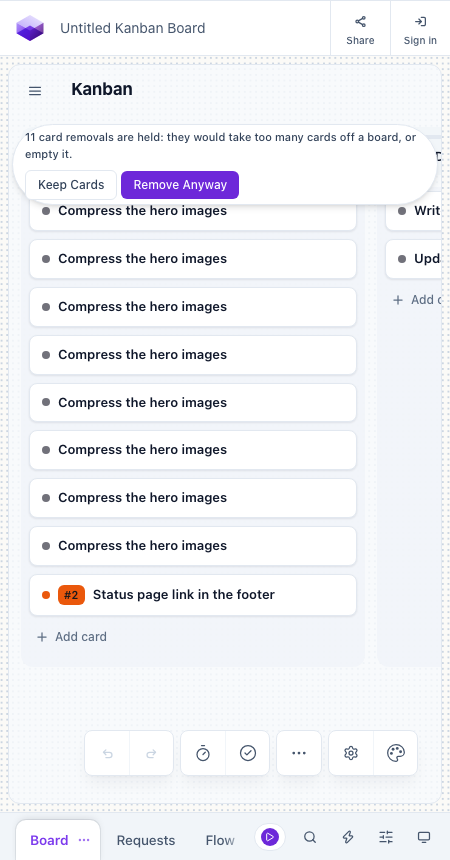 Untitled Kanban Board
Share
Sign in
Kanban
11 card removals are held: they would take too many cards off a board, or
empty it.
Keep Cards
Remove Anyway
Compress the hero images
Compress the hero images
Compress the hero images
Compress the hero images
Compress the hero images
Compress the hero images
Compress the hero images
Compress the hero images
#2 Status page link in the footer
Add card
Writ
Upd
Add c
Board
Requests
Flow